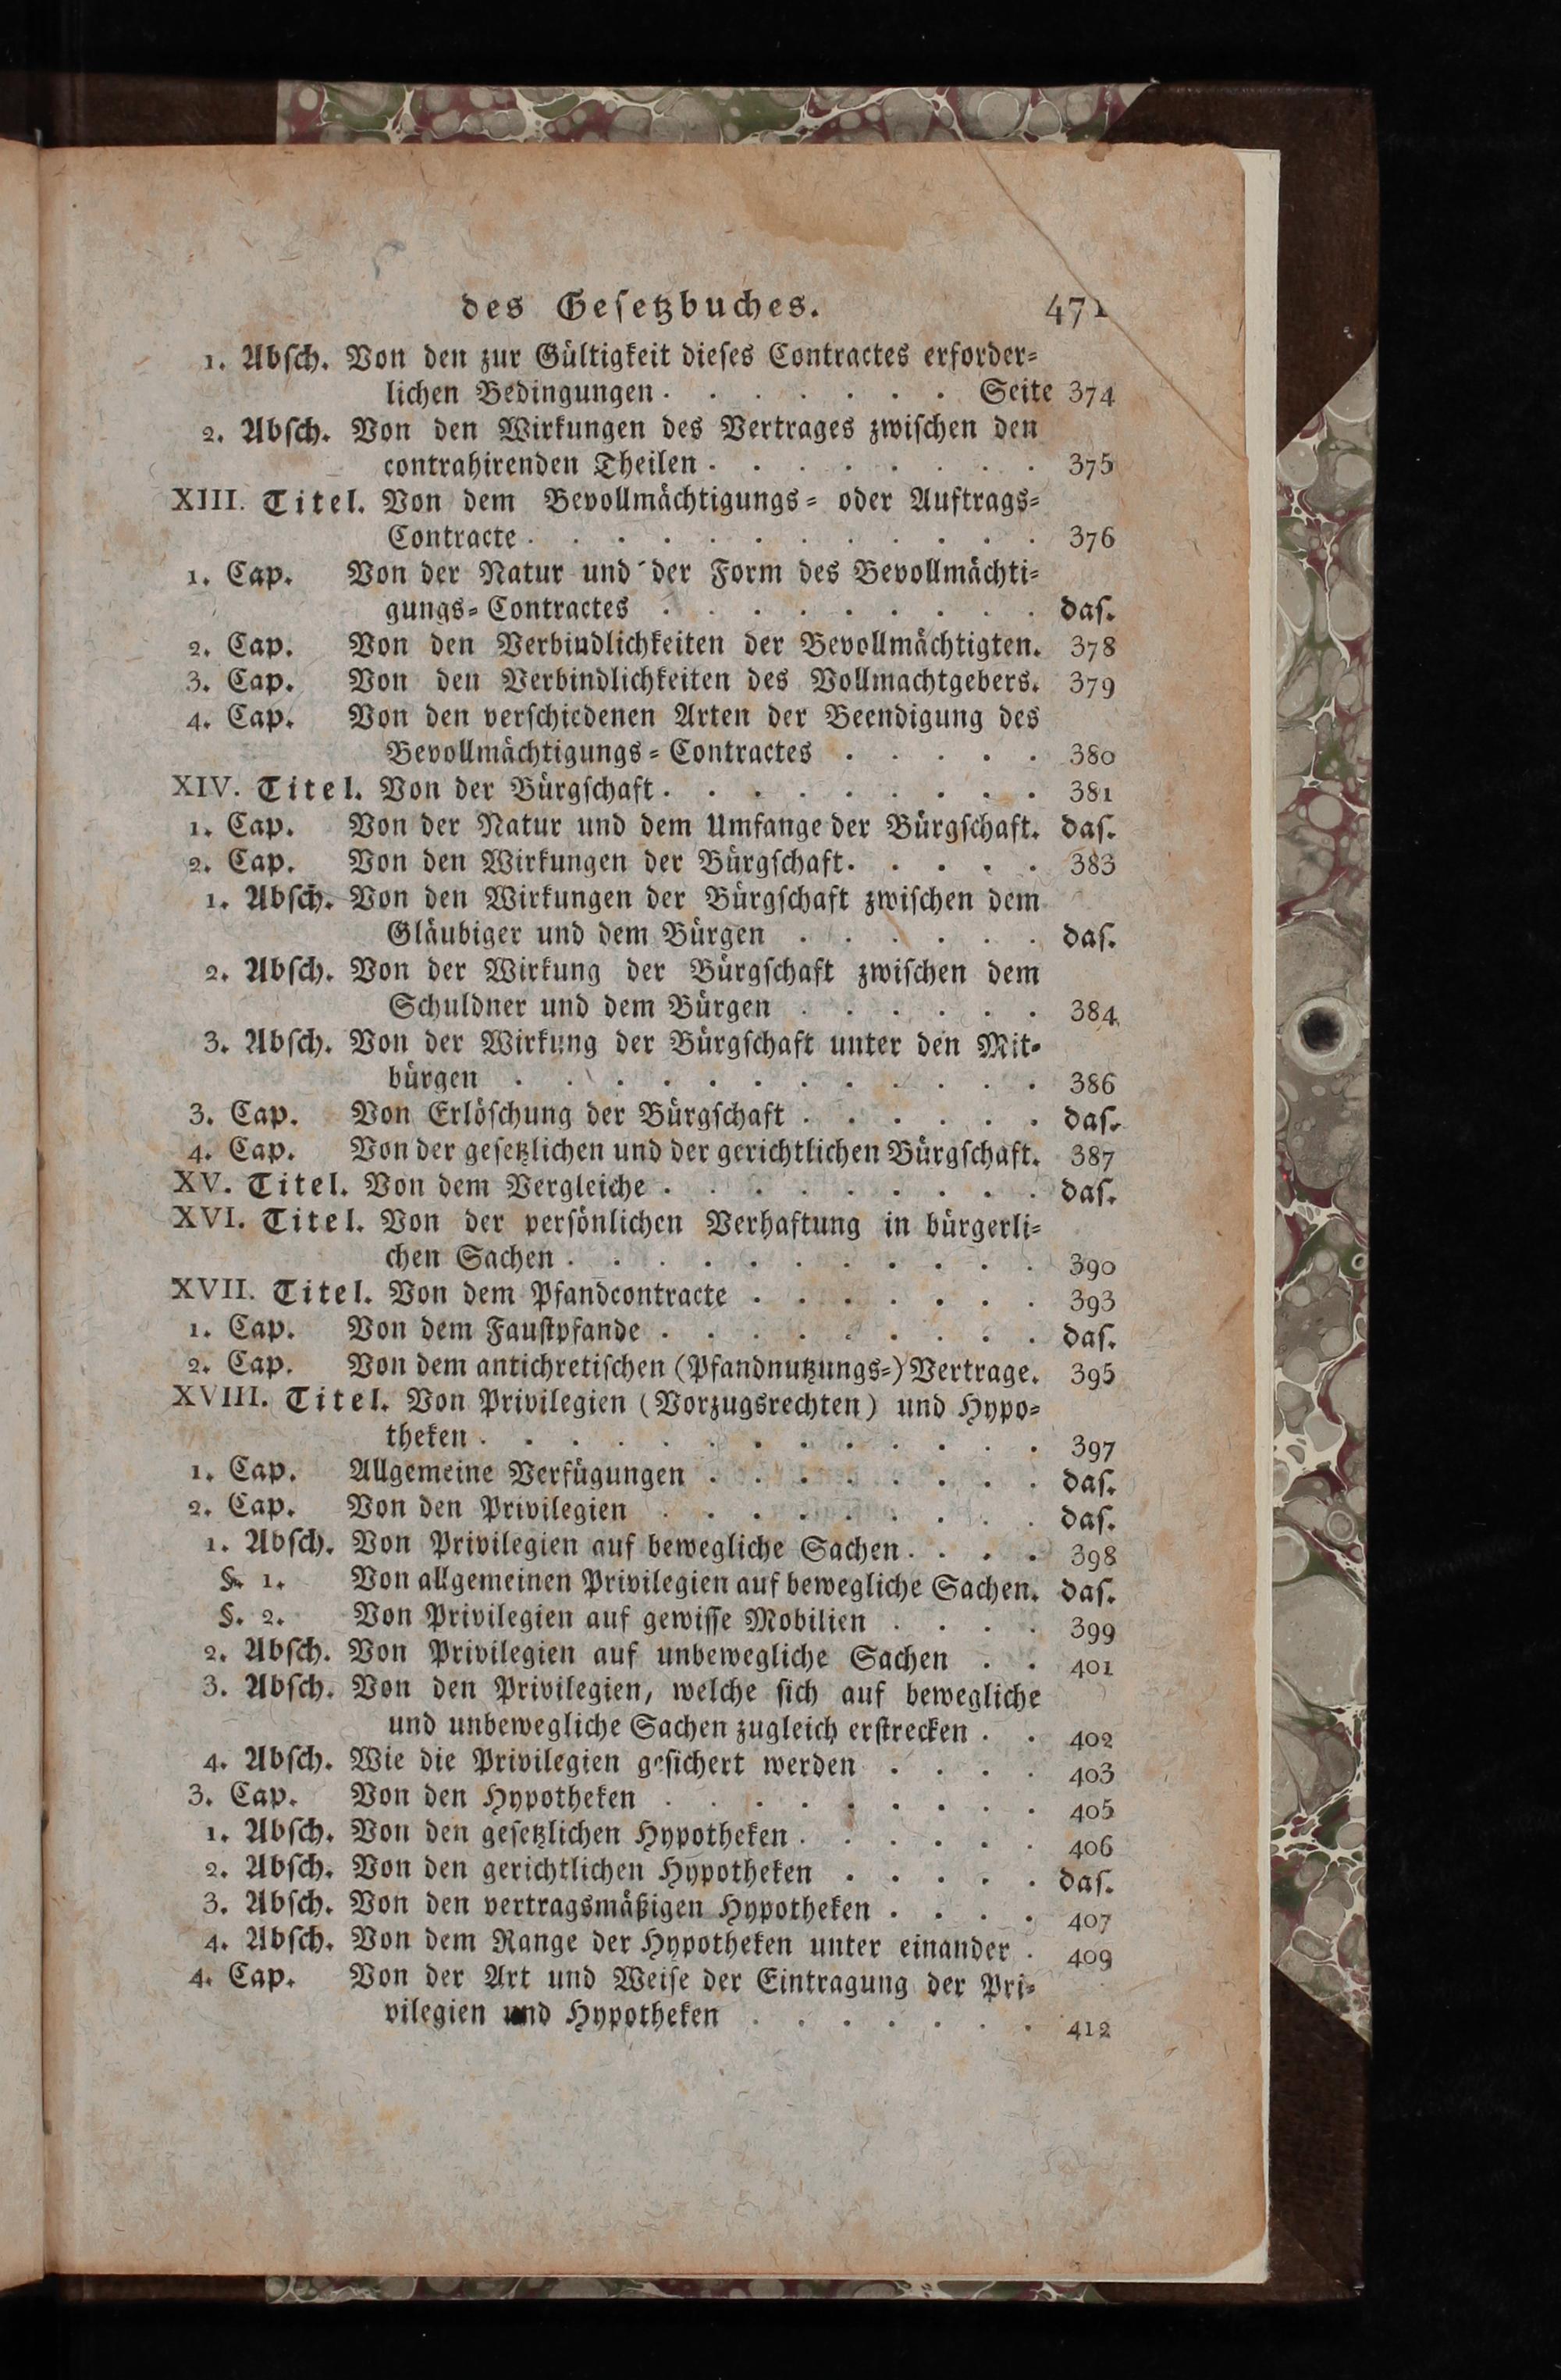 des Geſetzbuches. 471
1. Abſch. Von den zur Gültigkeit dieſes Contractes erforder-
lichen Bedingungen . . . . . . . Seite 374
2. Abſch. Von den Wirkungen des Vertrages zwiſchen den
contrahirenden Theilen . . . . . . . . 375
XIII. Titel. Von dem Bevollmächtigungs- oder Auftrags-
Contracte . . . . . . . . . . . . 376
1. Cap. Von der Natur und der Form des Bevollmächti-
gungs-Contractes . . . . . . . . . daſ.
2. Cap. Von den Verbindlichkeiten der Bevollmächtigten. 378
3. Cap. Von den Verbindlichkeiten des Vollmachtgebers. 379
4. Cap. Von den verſchiedenen Arten der Beendigung des
Bevollmächtigungs-Contractes . . . . . 380
XIV. Titel. Von der Bürgſchaft . . . . . . . . . 381
1. Cap. Von der Natur und dem Umfange der Bürgſchaft. daſ.
2. Cap. Von den Wirkungen der Bürgſchaft . . . . . 383
1. Abſch. Von den Wirkungen der Bürgſchaft zwiſchen dem
Gläubiger und dem Bürgen . . . . . . daſ.
2. Abſch. Von der Wirkung der Bürgſchaft zwiſchen dem
Schuldner und dem Bürgen . . . . . . 384
3. Abſch. Von der Wirkung der Bürgſchaft unter den Mit-
bürgen . . . . . . . . . . . . 386
3. Cap. Von Erlöſchung der Bürgſchaft . . . . . . daſ.
4. Cap. Von der geſetzlichen und der gerichtlichen Bürgſchaft. 387
XV. Titel. Von dem Vergleiche . . . . . . . . . daſ.
XVI. Titel. Von der perſönlichen Verhaftung in bürgerli-
chen Sachen . . . . . . . . . . . 390
XVII. Titel. Von dem Pfandcontracte . . . . . . . 393
1. Cap. Von dem Fauſtpfande . . . . . . . . . daſ.
2. Cap. Von dem antichretiſchen (Pfandnutzungs-) Vertrage. 395
XVIII. Titel. Von Privilegien (Vorzugsrechten) und Hypo-
theken . . . . . . . . . . . . . 397
1. Cap. Allgemeine Verfügungen . . . . . . . . daſ.
2. Cap. Von den Privilegien . . . . . . . . . daſ.
1. Abſch. Von Privilegien auf bewegliche Sachen . . . . 398
§. 1. Von allgemeinen Privilegien auf bewegliche Sachen. daſ.
§. 2. Von Privilegien auf gewiſſe Mobilien . . . . 399
2. Abſch. Von Privilegien auf unbewegliche Sachen . . 401
3. Abſch. Von den Privilegien, welche ſich auf bewegliche
und unbewegliche Sachen zugleich erſtrecken . . 402
4. Abſch. Wie die Privilegien geſichert werden . . . . 403
3. Cap. Von den Hypotheken . . . . . . . . . 405
1. Abſch. Von den geſetzlichen Hypotheken . . . . . . 406
2. Abſch. Von den gerichtlichen Hypotheken . . . . . daſ.
3. Abſch. Von den vertragsmäßigen Hypotheken . . . . 407
4. Abſch. Von dem Range der Hypotheken unter einander . 409
4. Cap. Von der Art und Weiſe der Eintragung der Pri-
vilegien und Hypotheken . . . . . . . 412